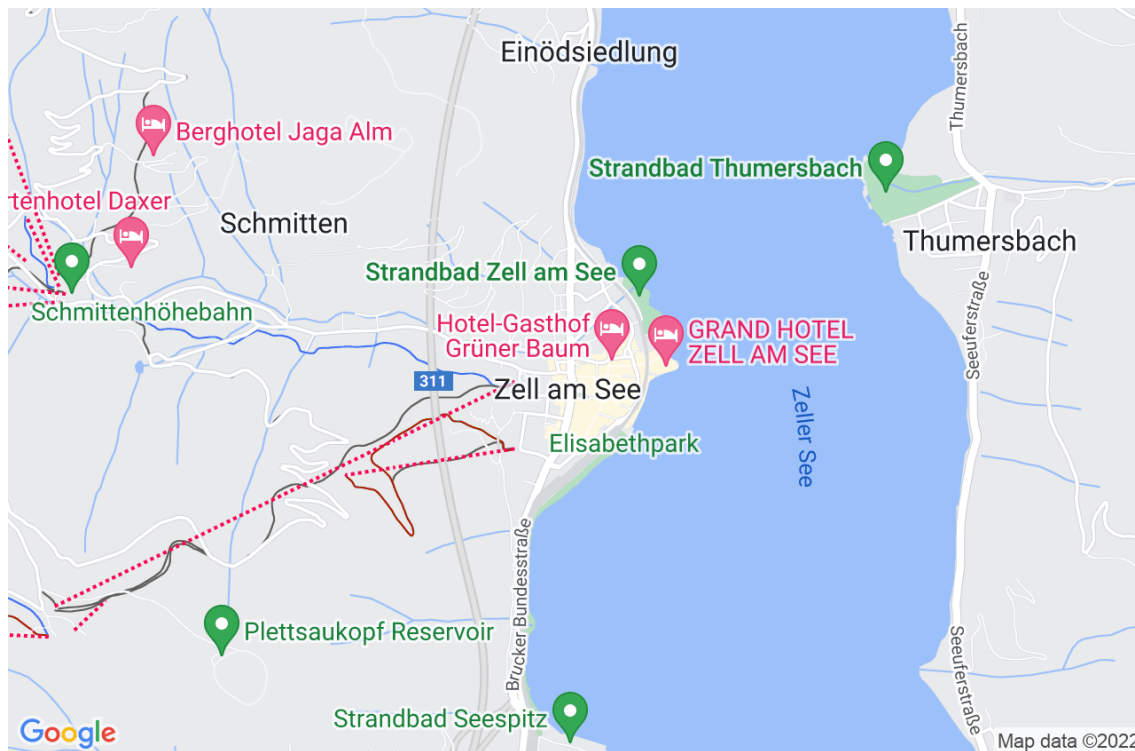 Einödsiedlung
Thumersbach
Berghotel Jaga Alm
Strandbad Thumersbach
rtenhotel Daxer
Schmitten
Thumersbach
Strandbad Zell am See
Schmittenhöhebahn
Hotel-Gasthof
Grüner Baum
GRAND HOTEL
ZELL AM SEE
Seeuferstraße
311
Zell am See
Zeller See
Elisabethpark
Brucker Bundesstraße
Plettsaukopf Reservoir
Seeuferstraße
Strandbad Seespitz
Google
Map data ©2022